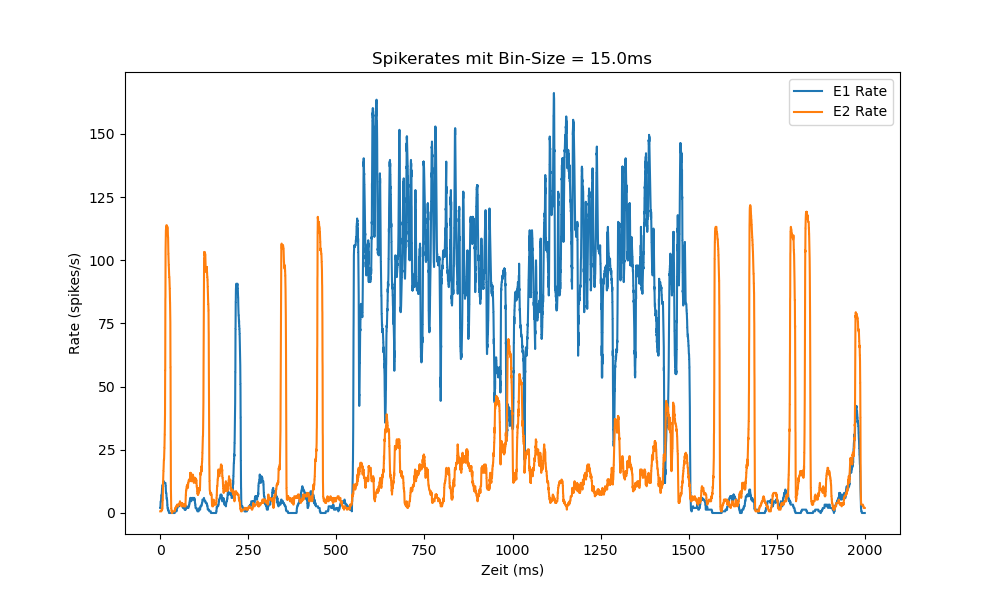 Spikerates mit Bin-Size = 15.0ms
E1 Rate
E2 Rate
Rate (spikes/s)
150
125
100
75
50
25
0
0 250 500 750 1000 1250 1500 1750 2000
Zeit (ms)